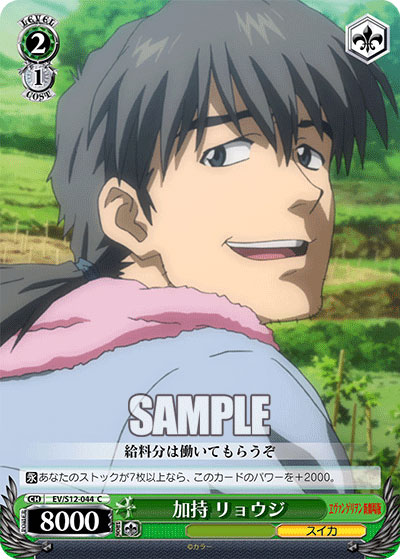 LEVEL
2
1
COST
SAMPLE
給料分は働いてもらうぞ
永あなたのストックが7枚以上なら、このカードのパワーを+2000。
CH EV/S12-044 C
8000
加持 リョウジ
ヱヴァンゲリヲン新劇場版
スイカ
©カラー